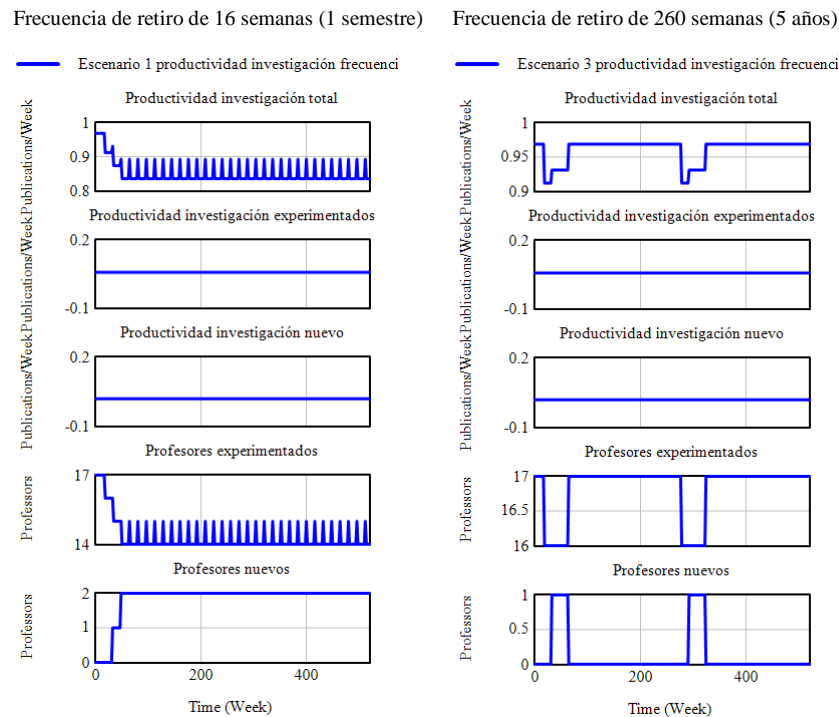 Frecuencia de retiro de 16 semanas (1 semestre)
Escenario 1 productividad investigación frecuenci
Productividad investigación total
Publications/Week
1
0.9
0.8
Productividad investigación experimentados
Publications/Week
0.2
-0.1
Productividad investigación nuevo
Publications/Week
0.2
-0.1
Profesores experimentados
Professors
17
14
Profesores nuevos
Professors
2
1
0
0 200 400
Time (Week)
Frecuencia de retiro de 260 semanas (5 años)
Escenario 3 productividad investigación frecuenci
Productividad investigación total
Publications/Week
1
0.95
0.9
Productividad investigación experimentados
Publications/Week
0.2
-0.1
Productividad investigación nuevo
Publications/Week
0.2
-0.1
Profesores experimentados
Professors
17
16.5
16
Profesores nuevos
Professors
1
0.5
0
0 200 400
Time (Week)